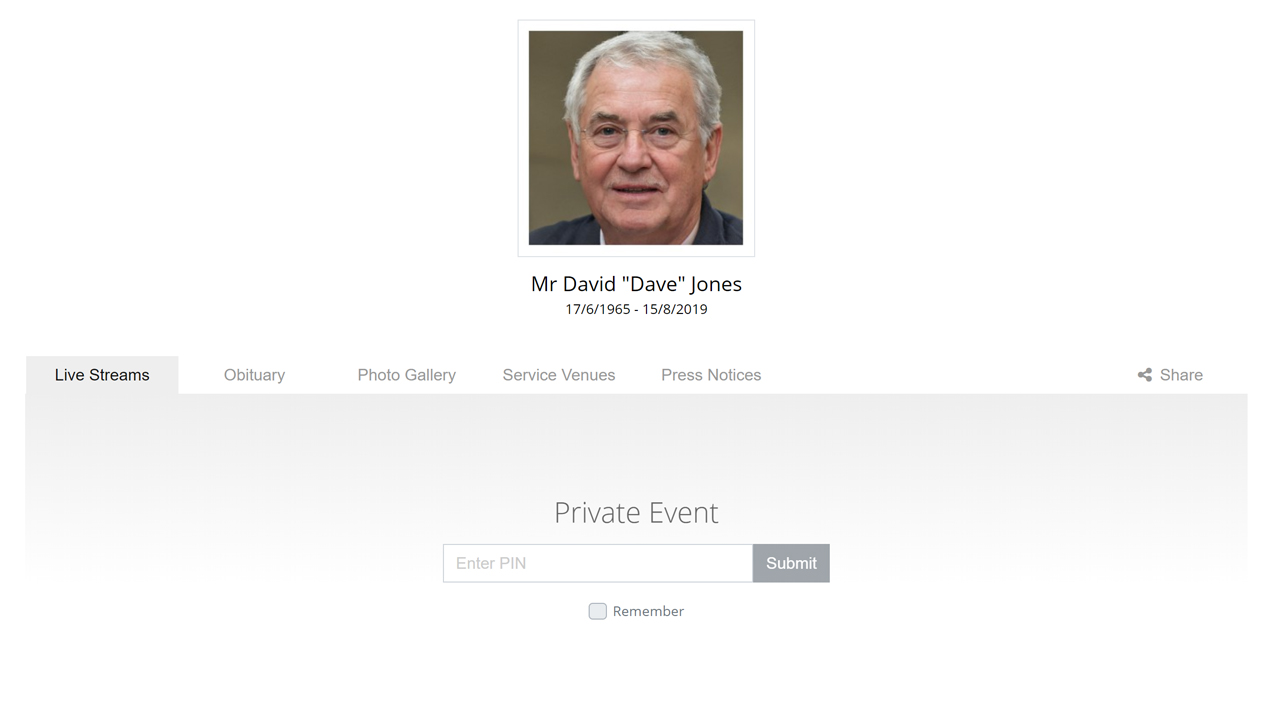 Mr David "Dave" Jones
17/6/1965 - 15/8/2019
Live Streams Obituary Photo Gallery Service Venues Press Notices Share
Private Event
Enter PIN Submit
Remember